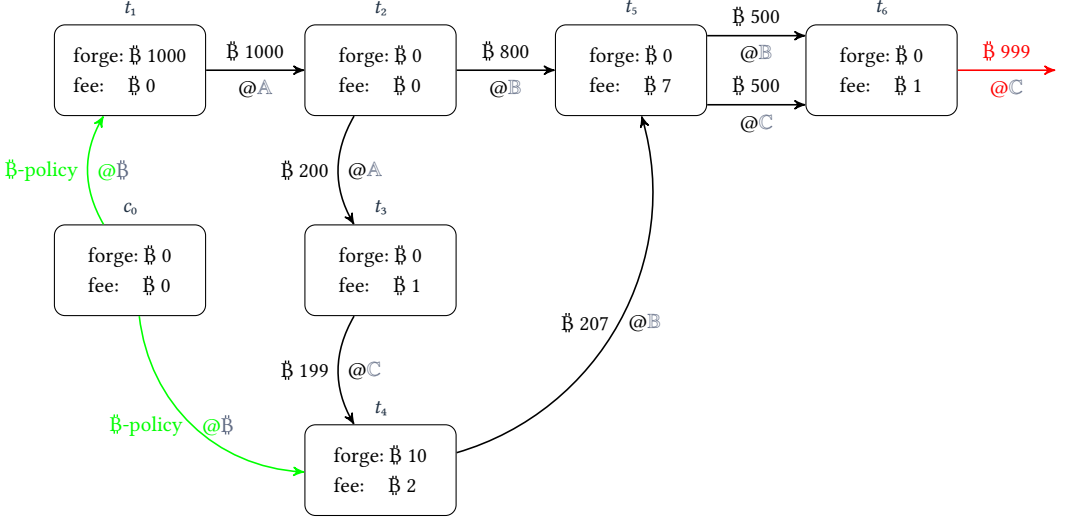 t₁
t₂
t₅
t₆
forge: ₿ 1000
fee: ₿ 0
₿ 1000
@𝔸
forge: ₿ 0
fee: ₿ 0
₿ 800
@𝔹
forge: ₿ 0
fee: ₿ 7
₿ 500
@𝔹
₿ 500
@ℂ
forge: ₿ 0
fee: ₿ 1
₿ 999
@ℂ
₿-policy @₿
₿ 200 @𝔸
c₀
t₃
forge: ₿ 0
fee: ₿ 0
forge: ₿ 0
fee: ₿ 1
₿ 207 @𝔹
₿ 199 @ℂ
₿-policy @₿
t₄
forge: ₿ 10
fee: ₿ 2